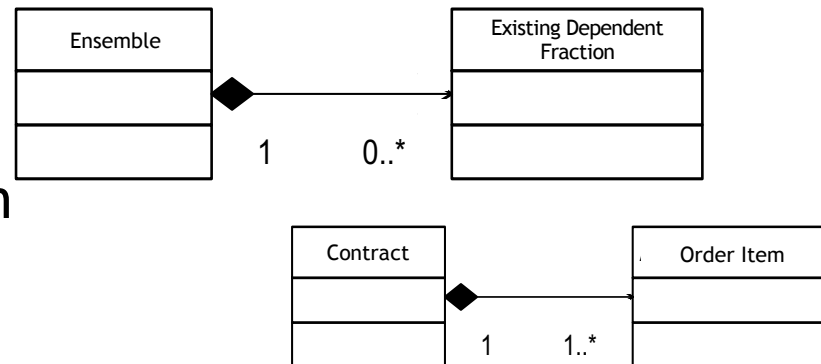 Ensemble
Existing Dependent
Fraction
1 0..*
n
Contract
Order Item
1 1..*